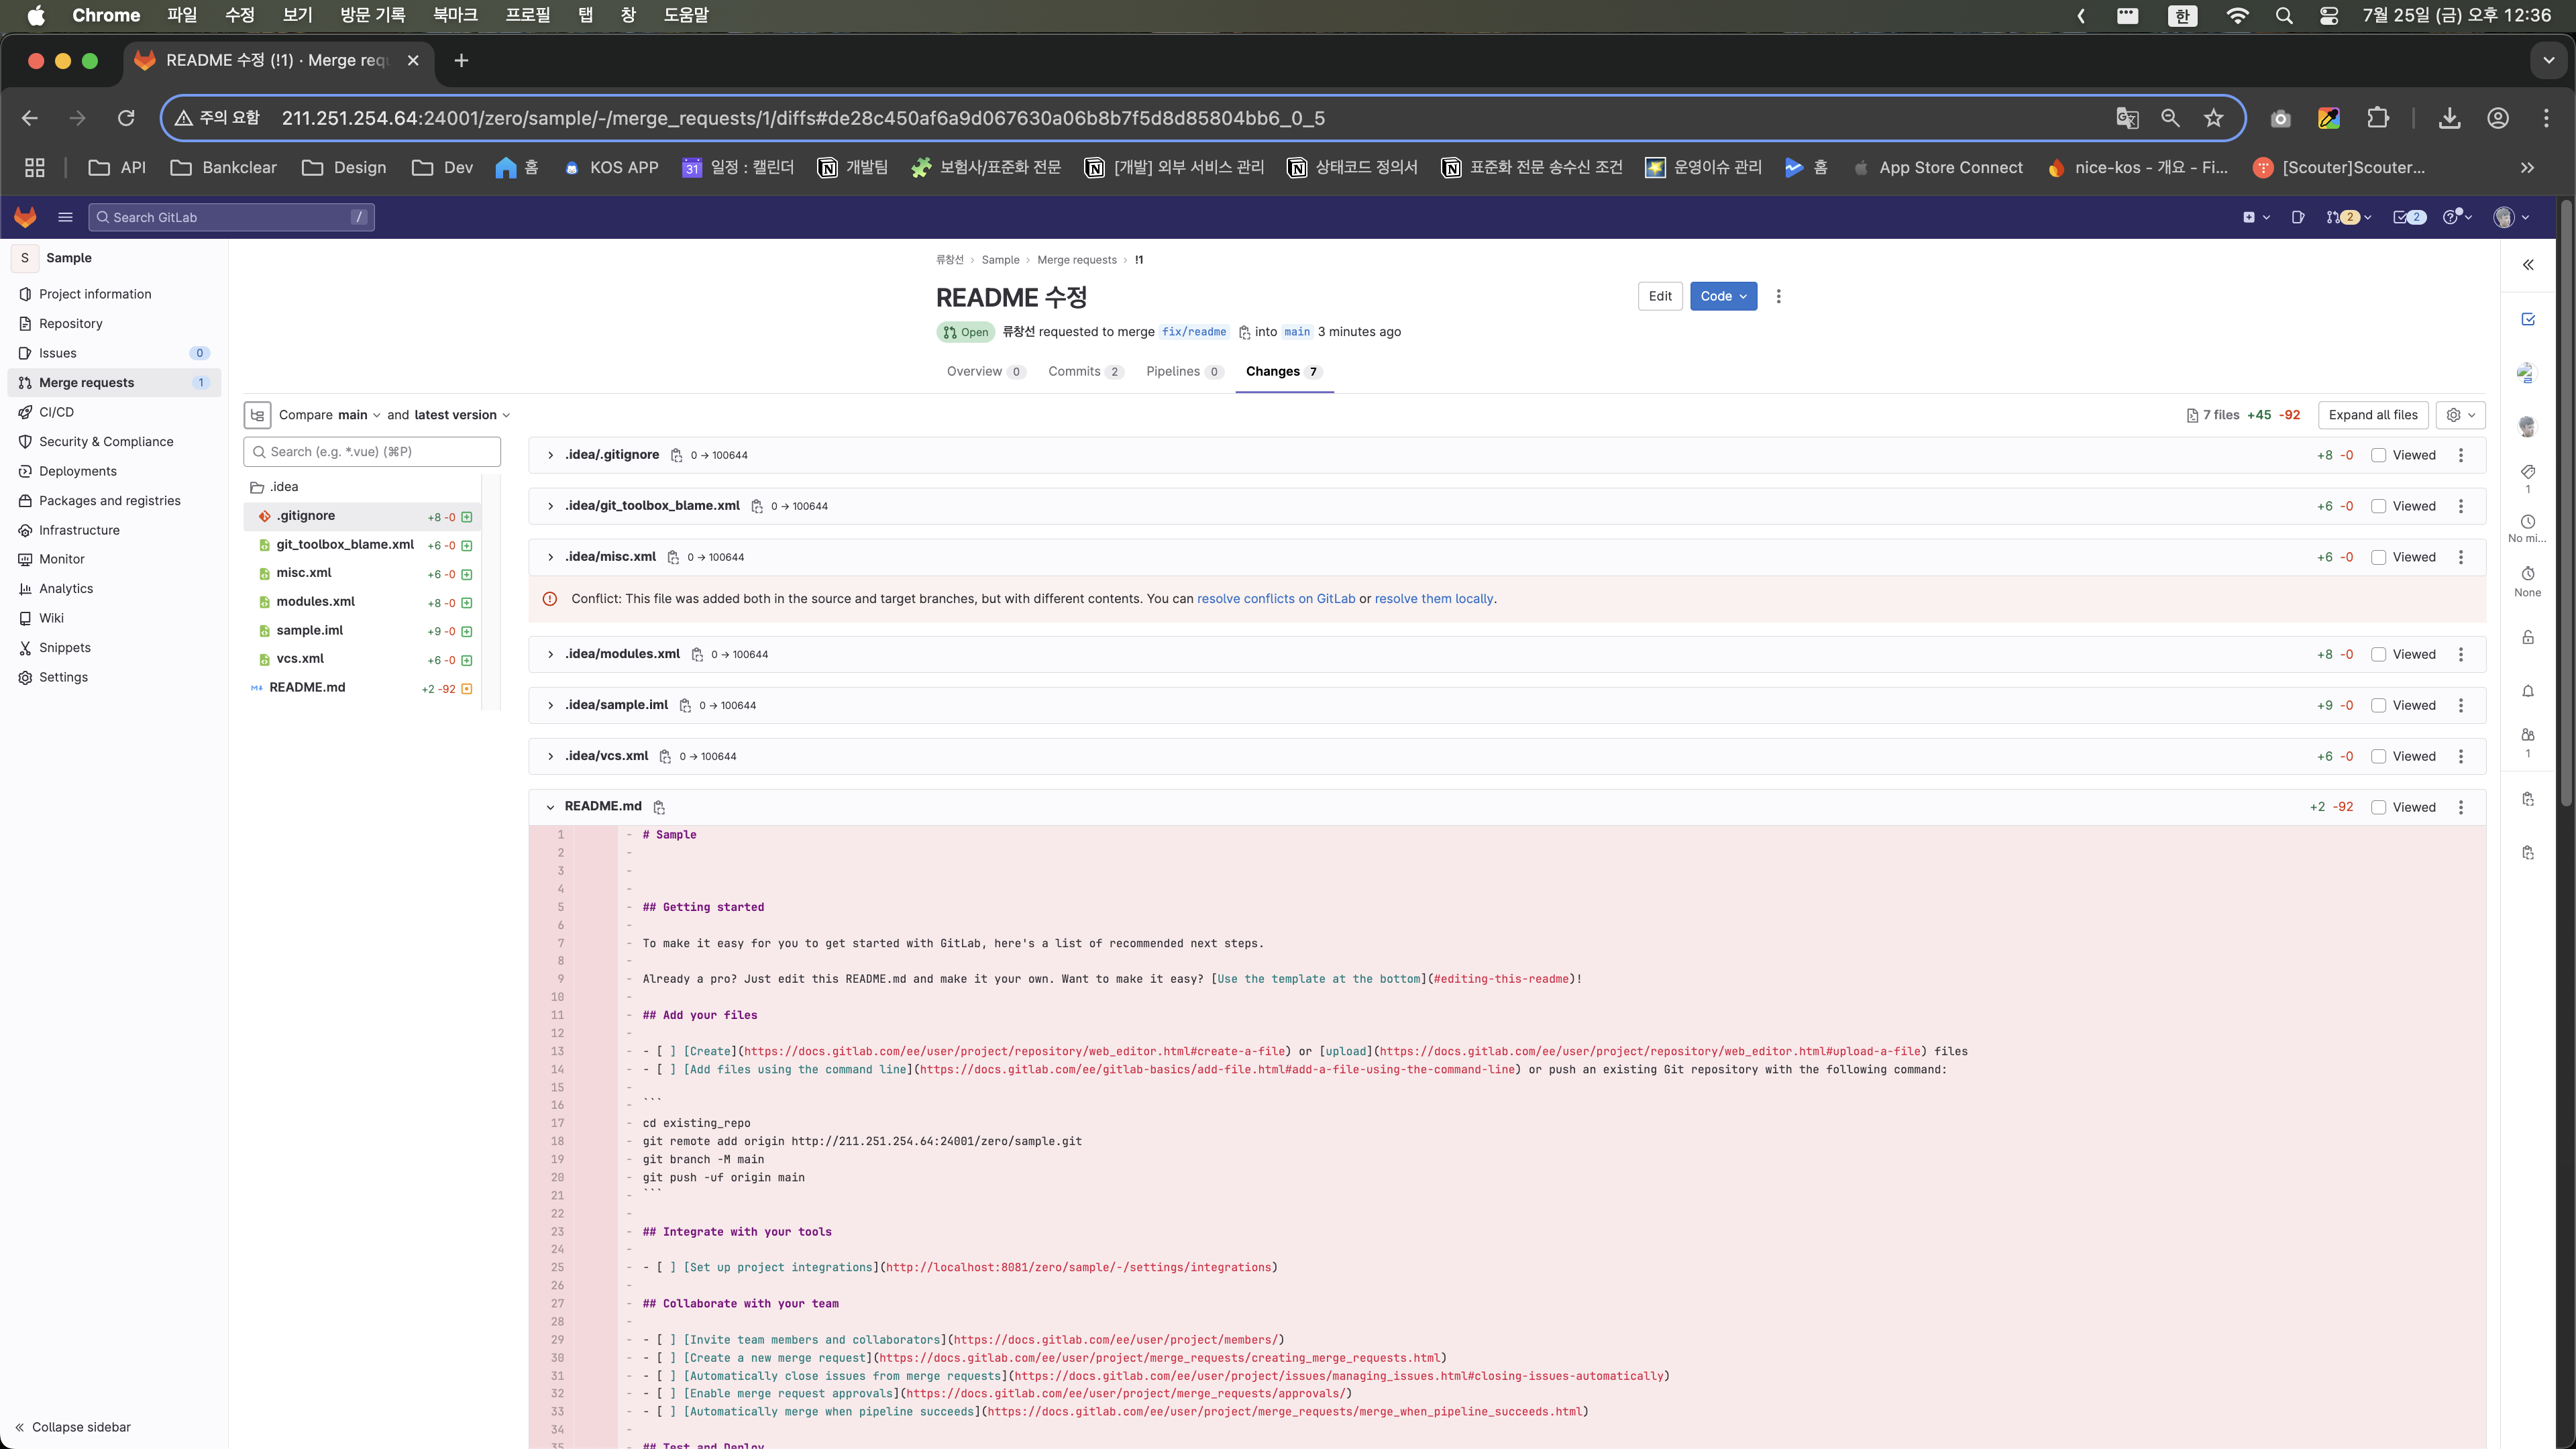 Chrome 파일 수정 보기 방문 기록 북마크 프로필 탭 창 도움말 한 7월 25일 (금) 오후 12:36
README 수정 (!1) · Merge requ
주의 요함 211.251.254.64:24001/zero/sample/-/merge_requests/1/diffs#de28c450af6a9d067630a06b8b7f5d8d85804bb6_0_5
API Bankclear Design Dev 홈 KOS APP 31 일정 : 캘린더 개발팀 보험사/표준화 전문 [개발] 외부 서비스 관리 상태코드 정의서 표준화 전문 송수신 조건 운영이슈 관리 홈 App Store Connect nice-kos - 개요 - Fi... [Scouter]Scouter...
Search GitLab / 2 2
S Sample
Project information
Repository
Issues 0
Merge requests 1
CI/CD
Security & Compliance
Deployments
Packages and registries
Infrastructure
Monitor
Analytics
Wiki
Snippets
Settings
Collapse sidebar
류창선 › Sample › Merge requests › !1
README 수정
Edit Code
Open 류창선 requested to merge fix/readme into main 3 minutes ago
Overview 0 Commits 2 Pipelines 0 Changes 7
Compare main and latest version
7 files +45 -92 Expand all files
Search (e.g. *.vue) (⌘P)
.idea
.gitignore +8 -0
git_toolbox_blame.xml +6 -0
misc.xml +6 -0
modules.xml +8 -0
sample.iml +9 -0
vcs.xml +6 -0
README.md +2 -92
.idea/.gitignore 0 → 100644 +8 -0 Viewed
.idea/git_toolbox_blame.xml 0 → 100644 +6 -0 Viewed
.idea/misc.xml 0 → 100644 +6 -0 Viewed
Conflict: This file was added both in the source and target branches, but with different contents. You can resolve conflicts on GitLab or resolve them locally.
.idea/modules.xml 0 → 100644 +8 -0 Viewed
.idea/sample.iml 0 → 100644 +9 -0 Viewed
.idea/vcs.xml 0 → 100644 +6 -0 Viewed
README.md +2 -92 Viewed
1 - # Sample
2 -
3 -
4 -
5 - ## Getting started
6 -
7 - To make it easy for you to get started with GitLab, here's a list of recommended next steps.
8 -
9 - Already a pro? Just edit this README.md and make it your own. Want to make it easy? [Use the template at the bottom](#editing-this-readme)!
10 -
11 - ## Add your files
12 -
13 - - [ ] [Create](https://docs.gitlab.com/ee/user/project/repository/web_editor.html#create-a-file) or [upload](https://docs.gitlab.com/ee/user/project/repository/web_editor.html#upload-a-file) files
14 - - [ ] [Add files using the command line](https://docs.gitlab.com/ee/gitlab-basics/add-file.html#add-a-file-using-the-command-line) or push an existing Git repository with the following command:
15 -
16 - ```
17 - cd existing_repo
18 - git remote add origin http://211.251.254.64:24001/zero/sample.git
19 - git branch -M main
20 - git push -uf origin main
21 - ```
22 -
23 - ## Integrate with your tools
24 -
25 - - [ ] [Set up project integrations](http://localhost:8081/zero/sample/-/settings/integrations)
26 -
27 - ## Collaborate with your team
28 -
29 - - [ ] [Invite team members and collaborators](https://docs.gitlab.com/ee/user/project/members/)
30 - - [ ] [Create a new merge request](https://docs.gitlab.com/ee/user/project/merge_requests/creating_merge_requests.html)
31 - - [ ] [Automatically close issues from merge requests](https://docs.gitlab.com/ee/user/project/issues/managing_issues.html#closing-issues-automatically)
32 - - [ ] [Enable merge request approvals](https://docs.gitlab.com/ee/user/project/merge_requests/approvals/)
33 - - [ ] [Automatically merge when pipeline succeeds](https://docs.gitlab.com/ee/user/project/merge_requests/merge_when_pipeline_succeeds.html)
34 -
35 - ## Test and Deploy
1
No mi...
None
1